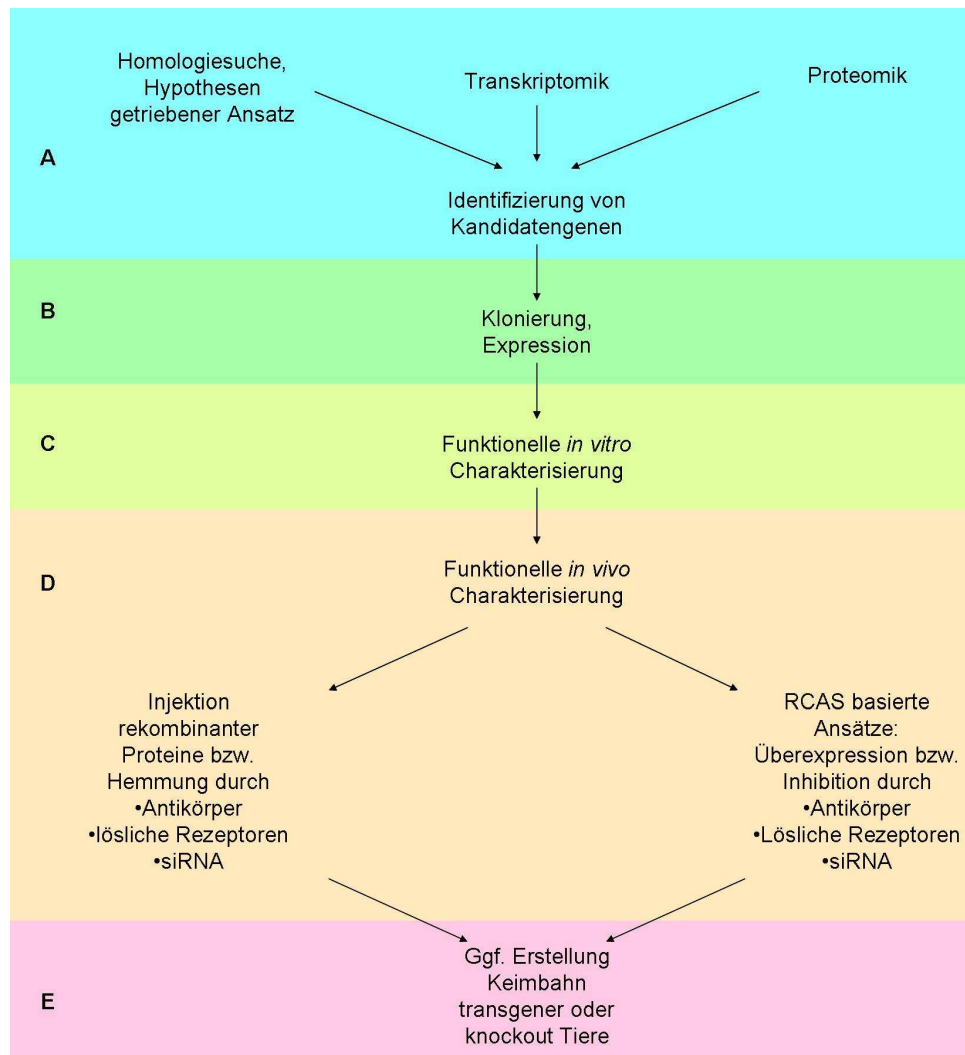 Homologiesuche,
Hypothesen
getriebener Ansatz
Transkriptomik
Proteomik
A
Identifizierung von
Kandidatengenen
B
Klonierung,
Expression
C
Funktionelle in vitro
Charakterisierung
D
Funktionelle in vivo
Charakterisierung
Injektion
rekombinanter
Proteine bzw.
Hemmung durch
•Antikörper
•lösliche Rezeptoren
•siRNA
RCAS basierte
Ansätze:
Überexpression bzw.
Inhibition durch
•Antikörper
•Lösliche Rezeptoren
•siRNA
E
Ggf. Erstellung
Keimbahn
transgener oder
knockout Tiere